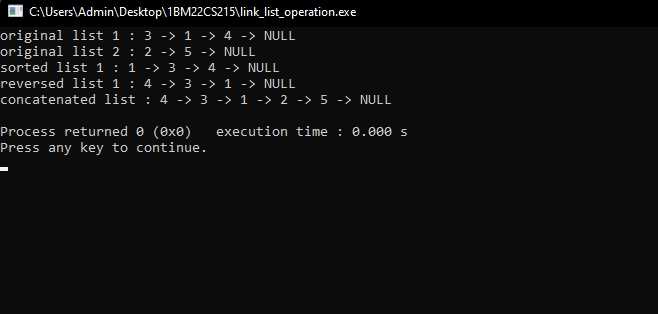 C:\Users\Admin\Desktop\1BM22CS215\link_list_operation.exe
original list 1 : 3 -> 1 -> 4 -> NULL
original list 2 : 2 -> 5 -> NULL
sorted list 1 : 1 -> 3 -> 4 -> NULL
reversed list 1 : 4 -> 3 -> 1 -> NULL
concatenated list : 4 -> 3 -> 1 -> 2 -> 5 -> NULL
Process returned 0 (0x0)   execution time : 0.000 s
Press any key to continue.